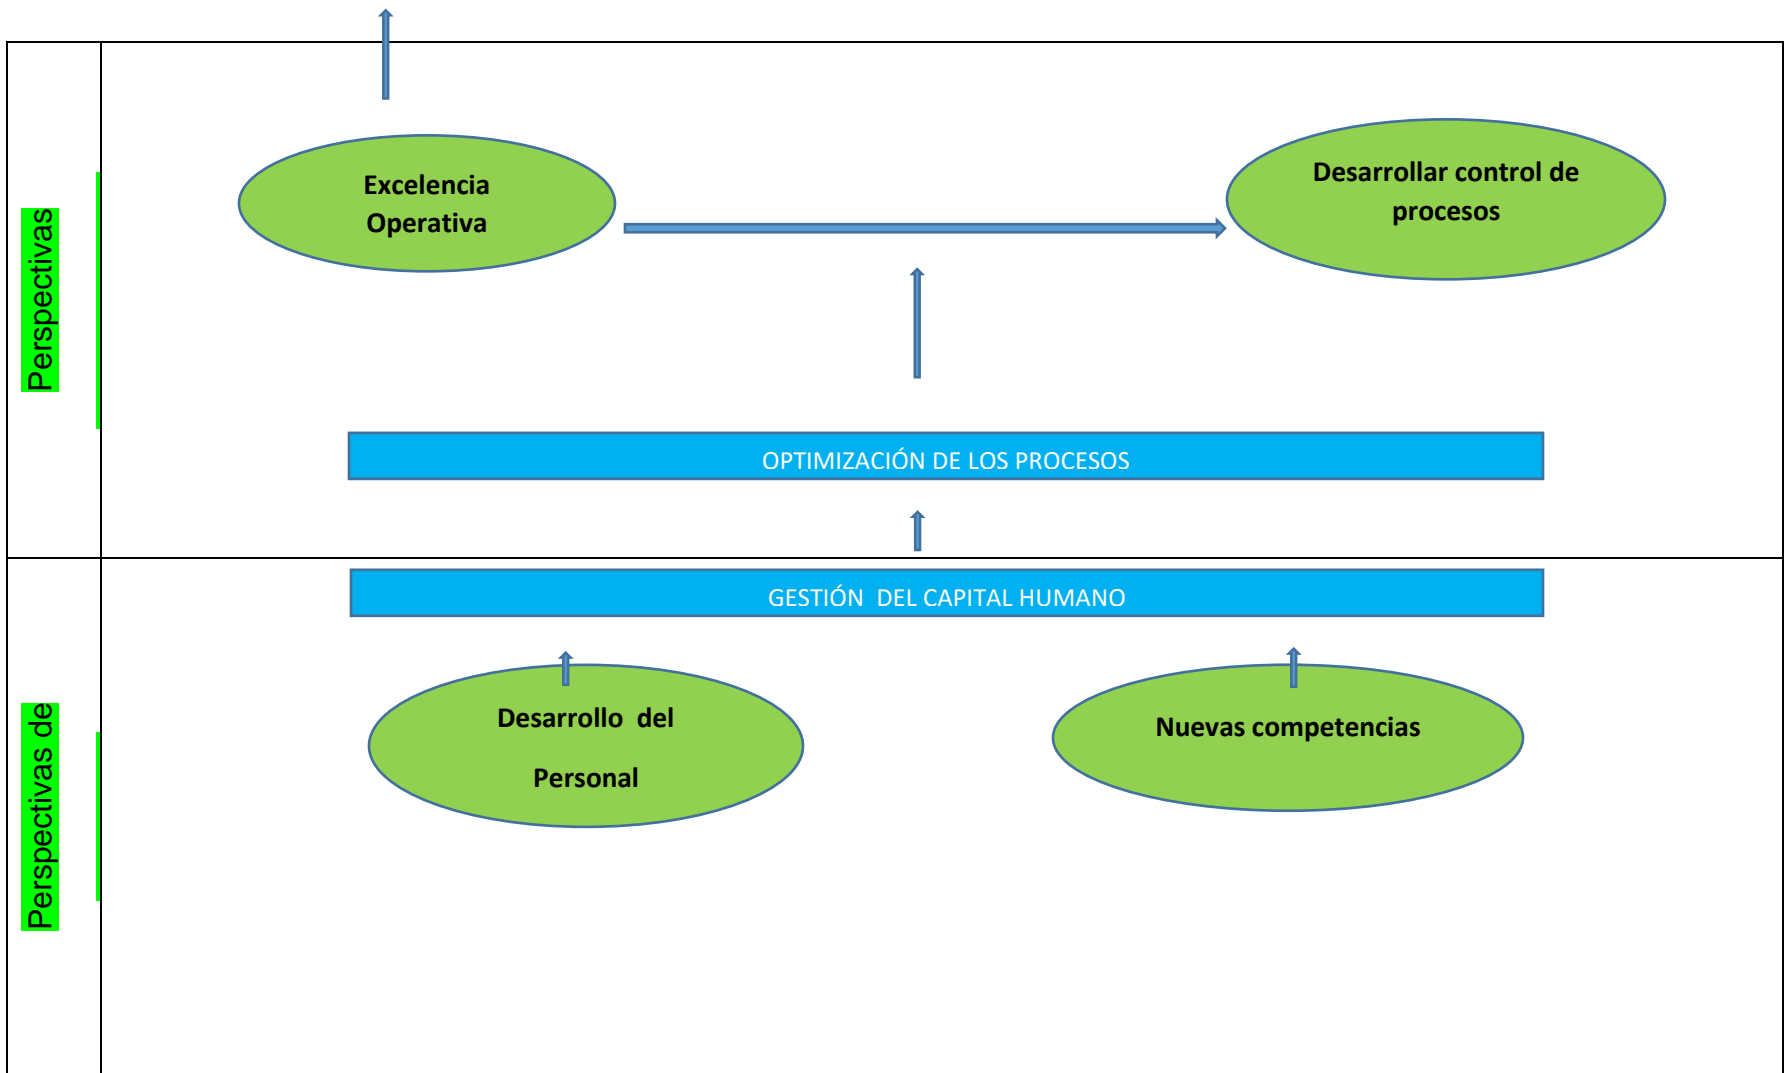 Perspectivas
Excelencia
Operativa
Desarrollar control de
procesos
OPTIMIZACIÓN DE LOS PROCESOS
Perspectivas de
GESTIÓN  DEL CAPITAL HUMANO
Desarrollo  del
Personal
Nuevas competencias